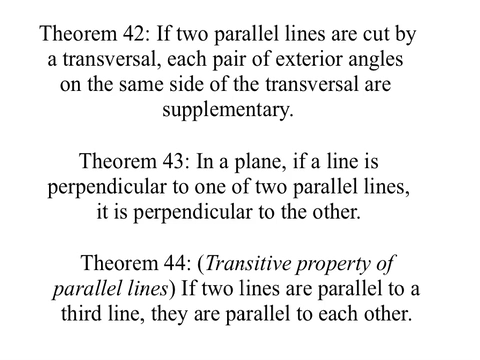 Theorem 42: If two parallel lines are cut by
a transversal, each pair of exterior angles
on the same side of the transversal are
supplementary.
Theorem 43: In a plane, if a line is
perpendicular to one of two parallel lines,
it is perpendicular to the other.
Theorem 44: (Transitive property of
parallel lines) If two lines are parallel to a
third line, they are parallel to each other.